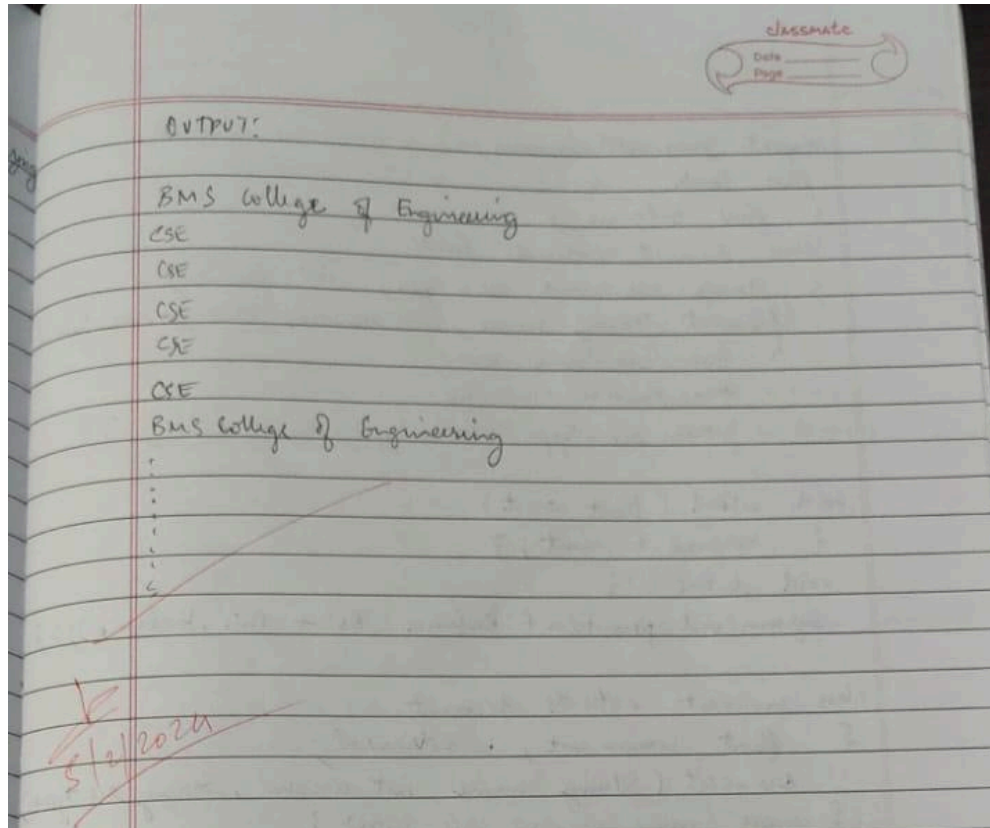 classmate
Date
Page
OUTPUT:
BMS College of Engineering
CSE
CSE
CSE
CSE
CSE
BMS College of Engineering
5/2/2024